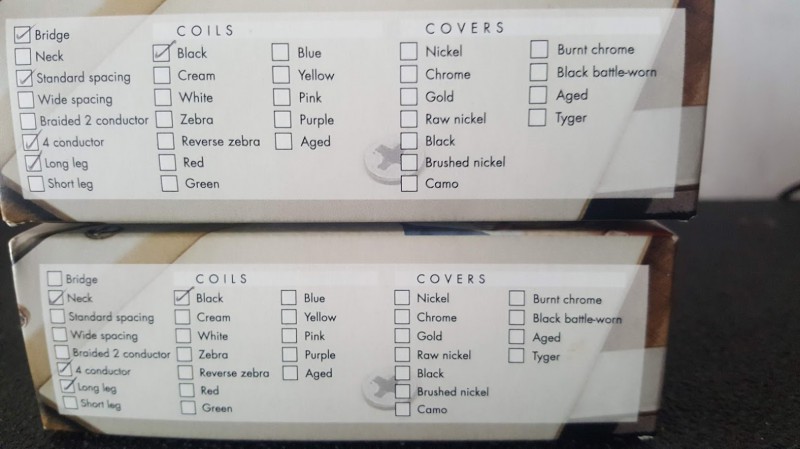 COILS COVERS
Bridge Black Blue Nickel Burnt chrome
Neck Cream Yellow Chrome Black battle-worn
Standard spacing White Pink Gold Aged
Wide spacing Zebra Purple Raw nickel Tyger
Braided 2 conductor Reverse zebra Aged Black
4 conductor Red Brushed nickel
Long leg Green Camo
Short leg
COILS COVERS
Bridge Black Blue Nickel Burnt chrome
Neck Cream Yellow Chrome Black battle-worn
Standard spacing White Pink Gold Aged
Wide spacing Zebra Purple Raw nickel Tyger
Braided 2 conductor Reverse zebra Aged Black
4 conductor Red Brushed nickel
Long leg Green Camo
Short leg